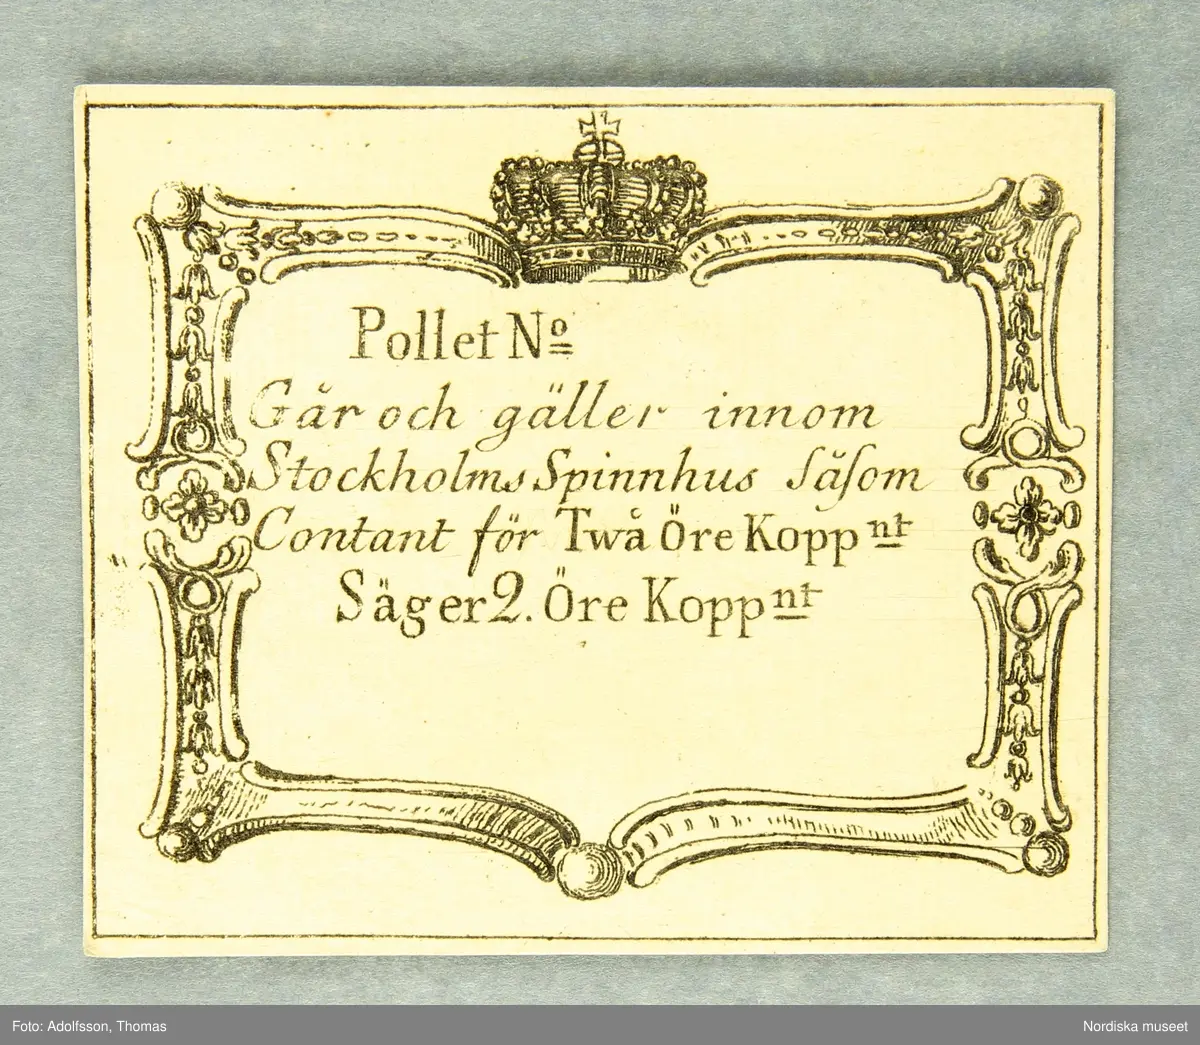 Pollet No
Går och gäller innom
Stockholms Spinnhus såſom
Contant för Twå Öre Kopp nt
Säger 2. Öre Kopp nt
Foto: Adolfsson, Thomas
Nordiska museet